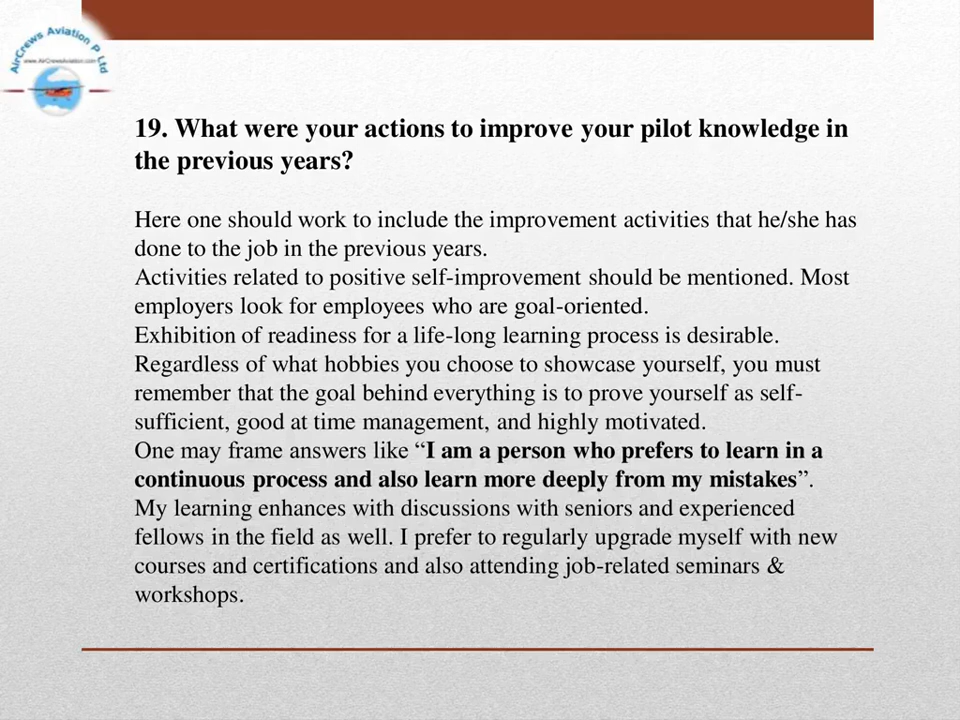 AirCrews Aviation P Ltd
www.AirCrewsAviation.com
19. What were your actions to improve your pilot knowledge in
the previous years?
Here one should work to include the improvement activities that he/she has
done to the job in the previous years.
Activities related to positive self-improvement should be mentioned. Most
employers look for employees who are goal-oriented.
Exhibition of readiness for a life-long learning process is desirable.
Regardless of what hobbies you choose to showcase yourself, you must
remember that the goal behind everything is to prove yourself as self-
sufficient, good at time management, and highly motivated.
One may frame answers like “I am a person who prefers to learn in a
continuous process and also learn more deeply from my mistakes”.
My learning enhances with discussions with seniors and experienced
fellows in the field as well. I prefer to regularly upgrade myself with new
courses and certifications and also attending job-related seminars &
workshops.